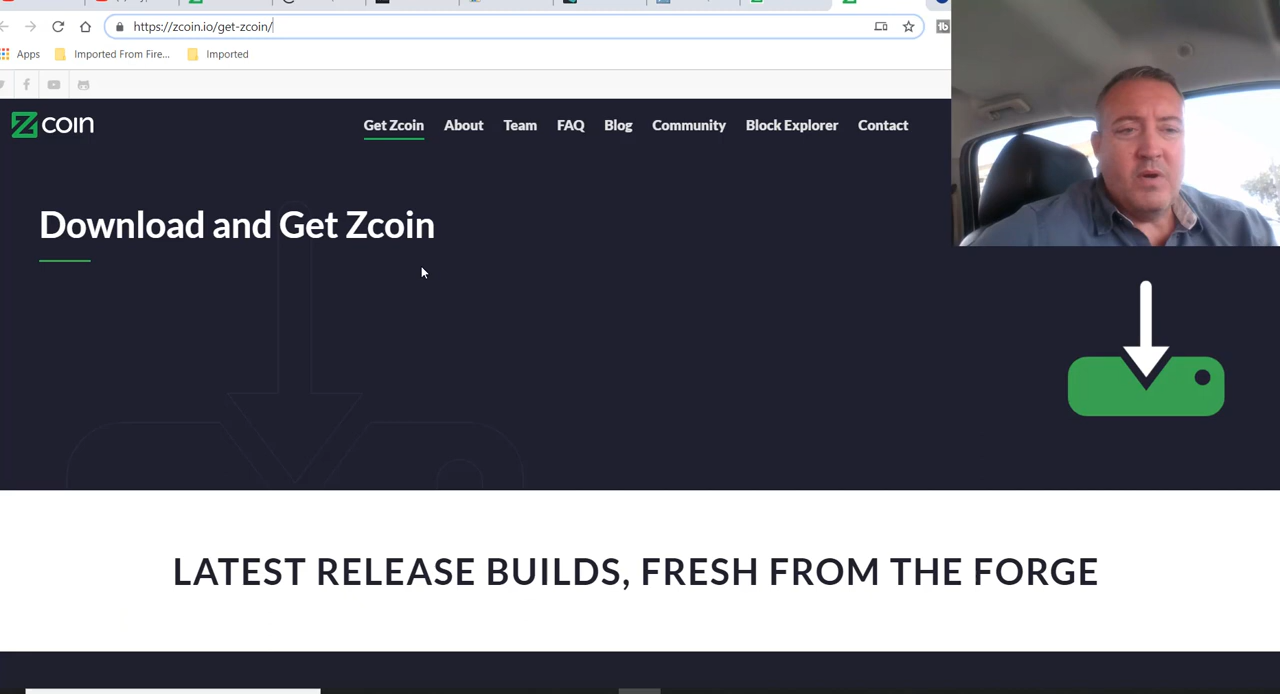 https://zcoin.io/get-zcoin/
Apps Imported From Fire... Imported
Zcoin
Get Zcoin About Team FAQ Blog Community Block Explorer Contact
Download and Get Zcoin
LATEST RELEASE BUILDS, FRESH FROM THE FORGE